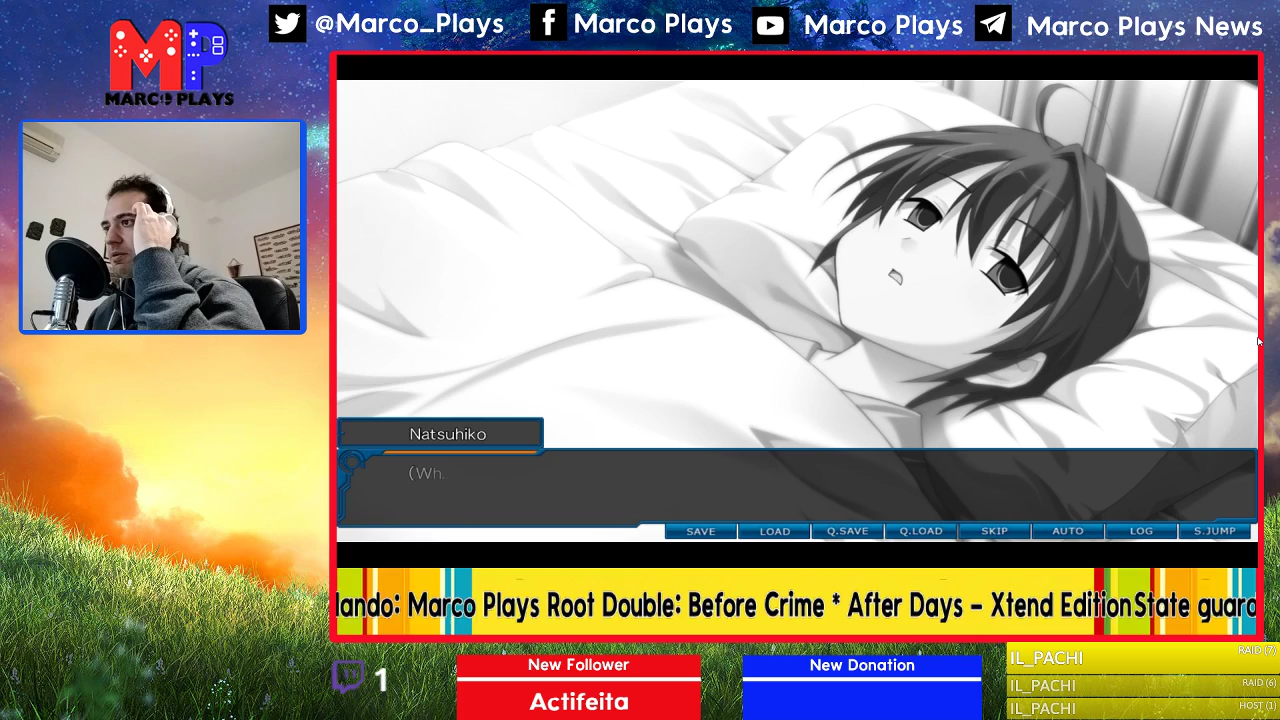 @Marco_Plays
Marco Plays
Marco Plays
Marco Plays News
MP
MARCO PLAYS
Natsuhiko
(Wh.
SAVE
LOAD
Q.SAVE
Q.LOAD
SKIP
AUTO
LOG
S.JUMP
lando: Marco Plays Root Double: Before Crime * After Days - Xtend Edition State guard
1
New Follower
Actifeita
New Donation
IL_PACHI
RAID (7)
IL_PACHI
RAID (6)
IL_PACHI
HOST (1)